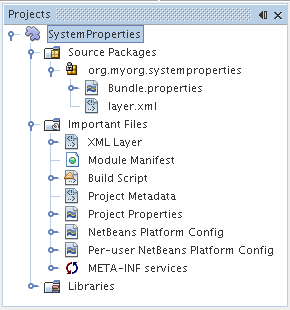 Projects
SystemProperties
Source Packages
org.myorg.systemproperties
Bundle.properties
layer.xml
Important Files
XML Layer
Module Manifest
Build Script
Project Metadata
Project Properties
NetBeans Platform Config
Per-user NetBeans Platform Config
META-INF services
Libraries